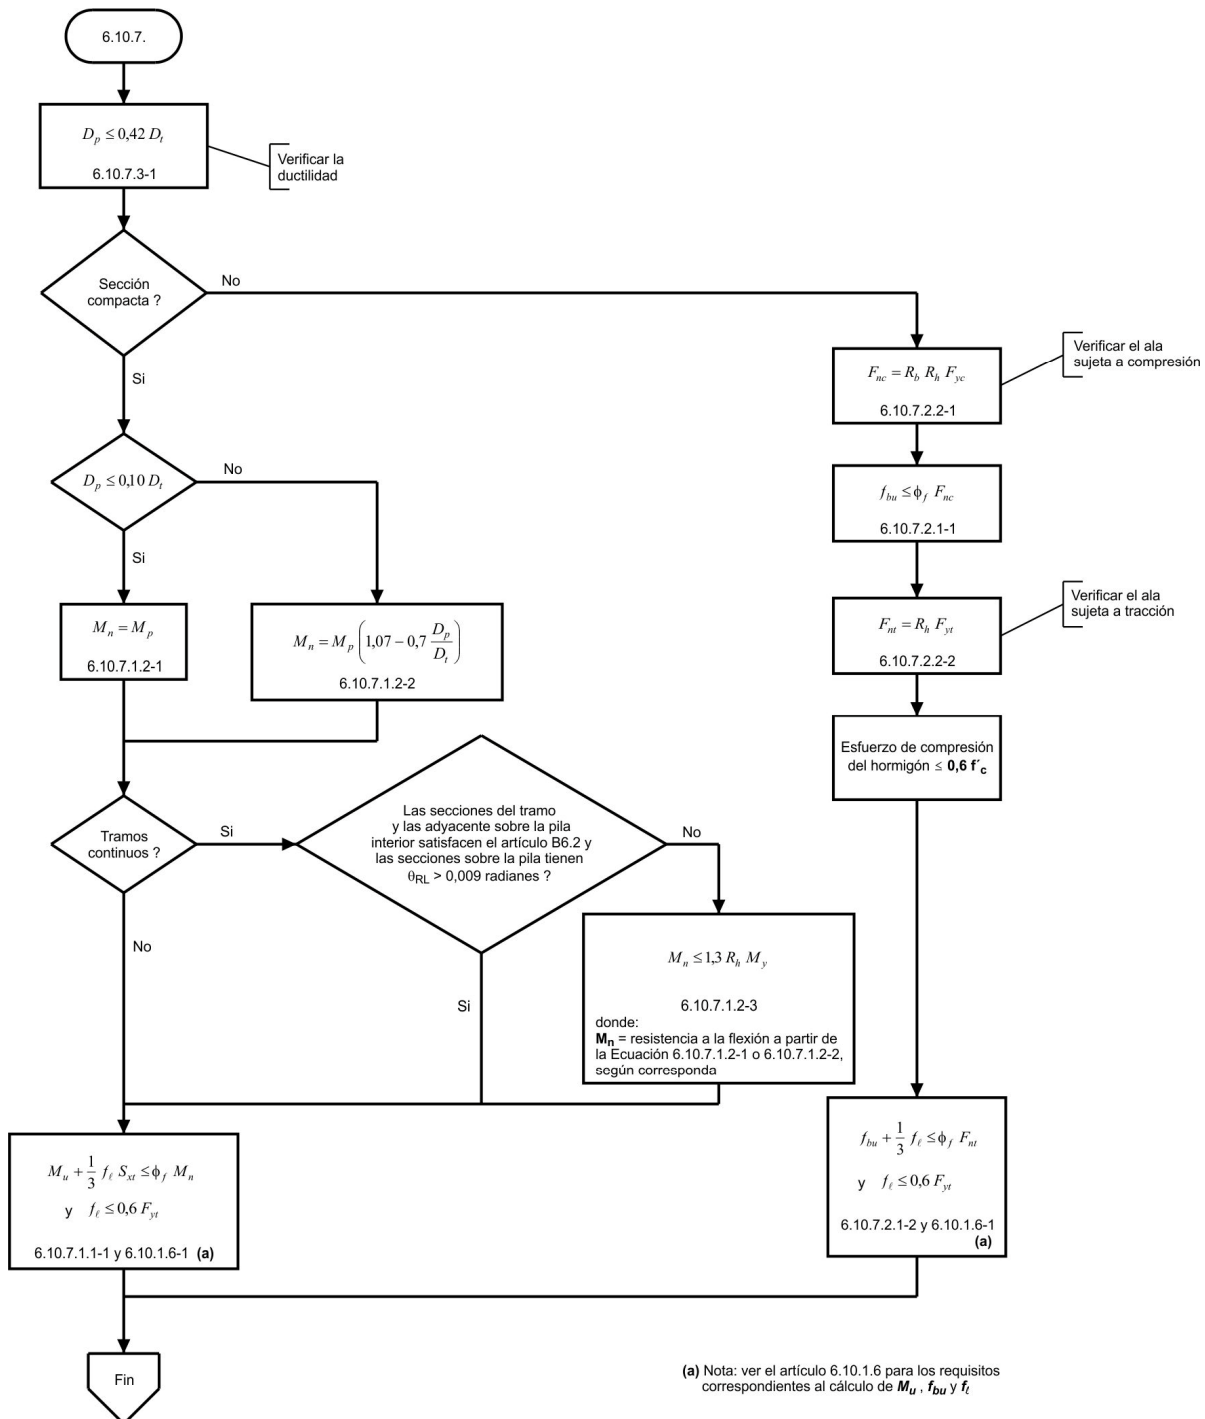 6.10.7.
D_p ≤ 0,42 D_t
6.10.7.3-1
Verificar la
ductilidad
Sección
compacta ?
No
Si
Verificar el ala
sujeta a compresión
F_nc = R_b R_h F_yc
6.10.7.2.2-1
D_p ≤ 0,10 D_t
No
Si
f_bu ≤ ϕ_f F_nc
6.10.7.2.1-1
M_n = M_p
6.10.7.1.2-1
M_n = M_p (1,07 − 0,7 D_p/D_t)
6.10.7.1.2-2
Verificar el ala
sujeta a tracción
F_nt = R_h F_yt
6.10.7.2.2-2
Esfuerzo de compresión
del hormigón ≤ 0,6 f´c
Tramos
continuos ?
Si
No
Las secciones del tramo
y las adyacente sobre la pila
interior satisfacen el artículo B6.2 y
las secciones sobre la pila tienen
θRL > 0,009 radianes ?
No
Si
M_n ≤ 1,3 R_h M_y
6.10.7.1.2-3
donde:
Mn = resistencia a la flexión a partir de
la Ecuación 6.10.7.1.2-1 o 6.10.7.1.2-2,
según corresponda
M_u + 1/3 f_ℓ S_xt ≤ ϕ_f M_n
y f_ℓ ≤ 0,6 F_yt
6.10.7.1.1-1 y 6.10.1.6-1 (a)
f_bu + 1/3 f_ℓ ≤ ϕ_f F_nt
y f_ℓ ≤ 0,6 F_yt
6.10.7.2.1-2 y 6.10.1.6-1
(a)
Fin
(a) Nota: ver el artículo 6.10.1.6 para los requisitos
correspondientes al cálculo de Mu , fbu y fℓ